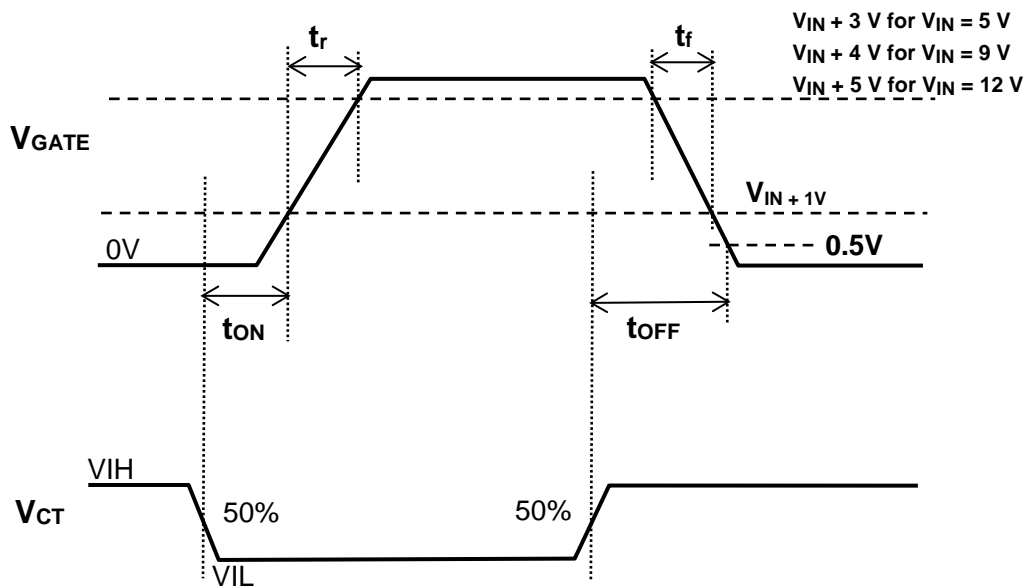 tr
tf
VIN + 3 V for VIN = 5 V
VIN + 4 V for VIN = 9 V
VIN + 5 V for VIN = 12 V
VGATE
VIN + 1V
0V
0.5V
tON
tOFF
VIH
VCT
50%
50%
VIL